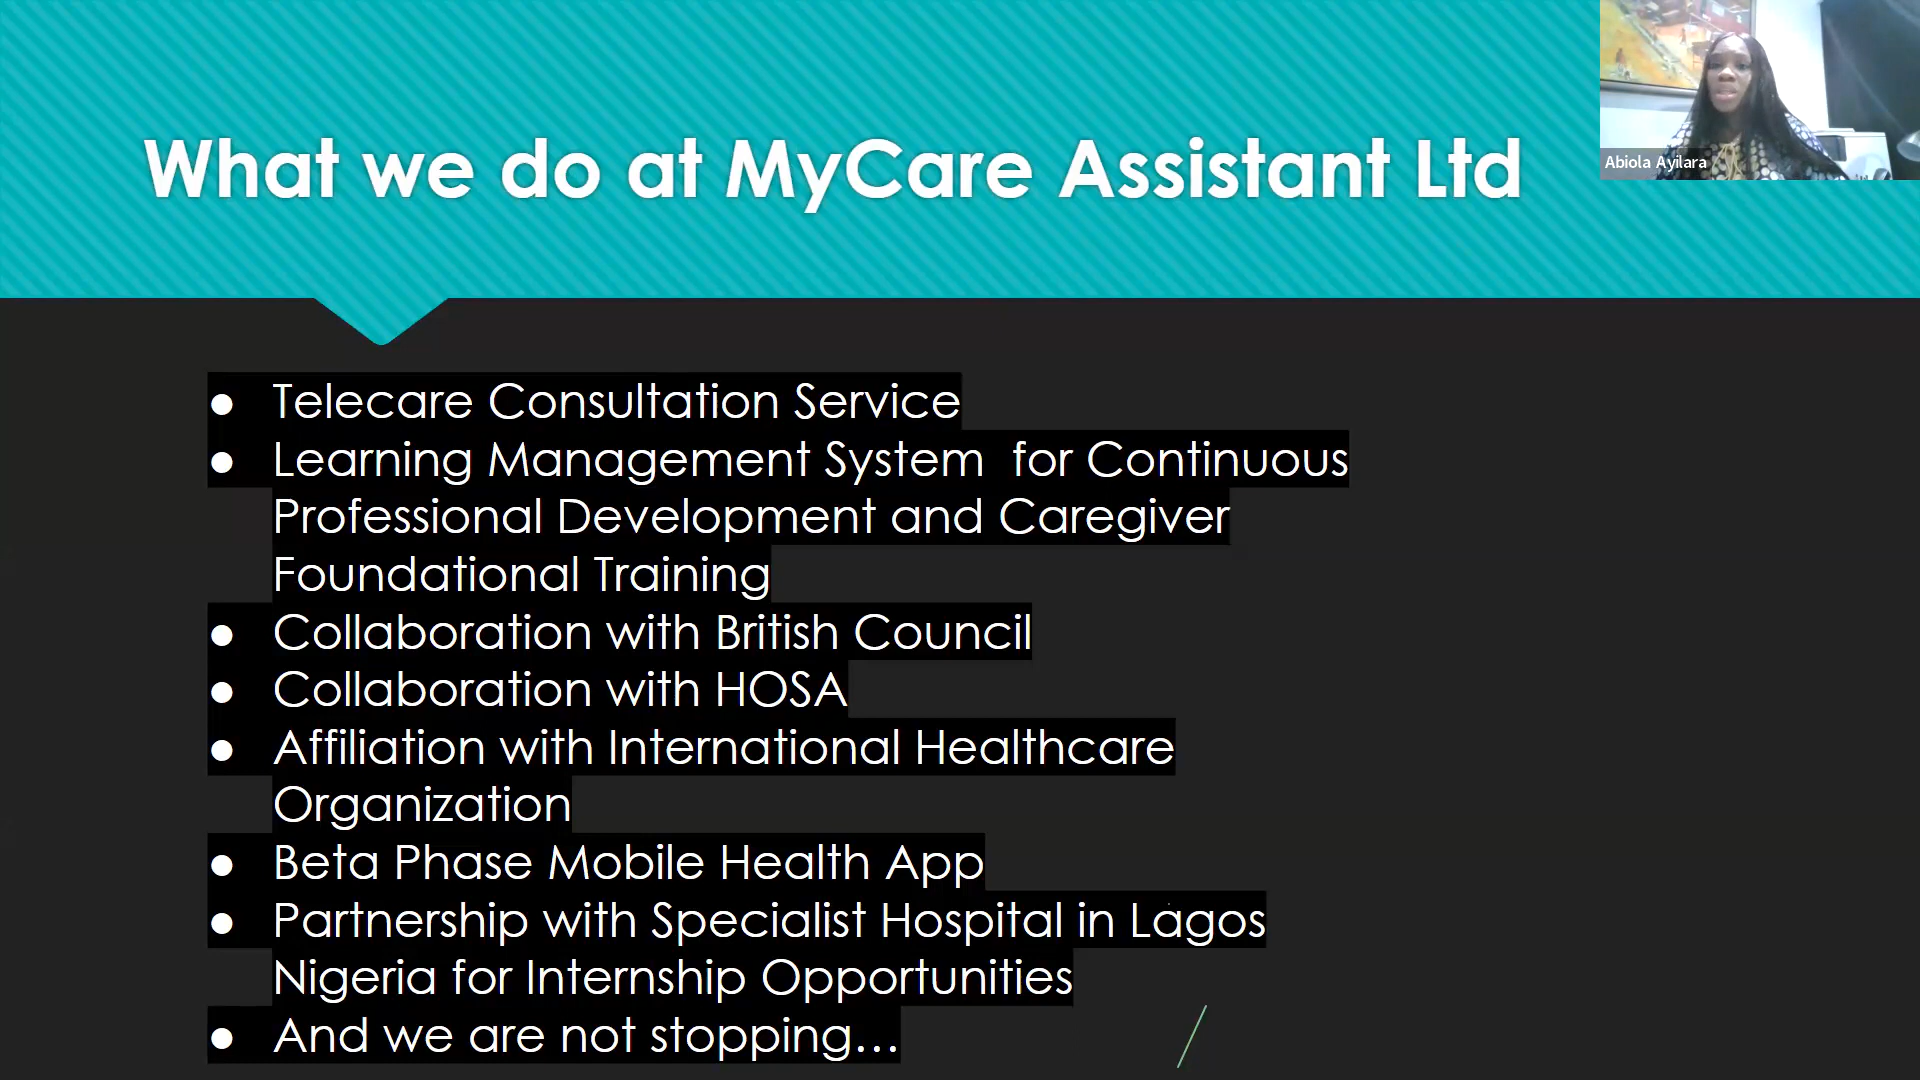 What we do at MyCare Assistant Ltd
Abiola Ayilara
● Telecare Consultation Service
● Learning Management System  for Continuous
Professional Development and Caregiver
Foundational Training
● Collaboration with British Council
● Collaboration with HOSA
● Affiliation with International Healthcare
Organization
● Beta Phase Mobile Health App
● Partnership with Specialist Hospital in Lagos
Nigeria for Internship Opportunities
● And we are not stopping...